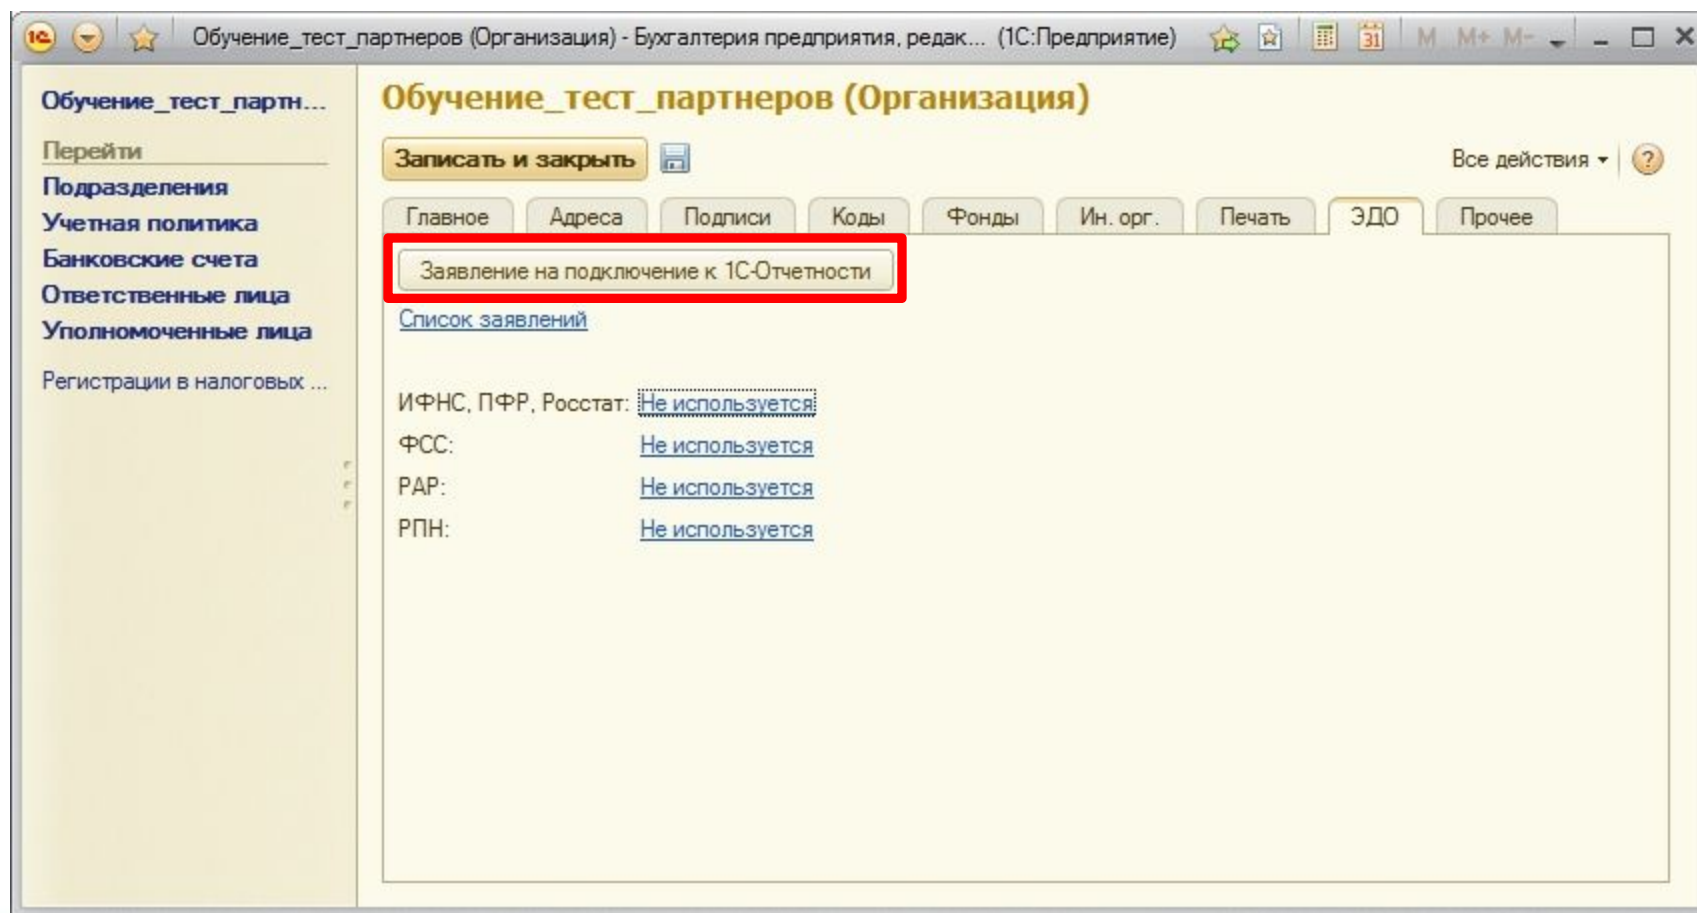 1С Обучение_тест_партнеров (Организация) - Бухгалтерия предприятия, редак... (1С:Предприятие) 31 M M+ M-
Обучение_тест_партн...
Перейти
Подразделения
Учетная политика
Банковские счета
Ответственные лица
Уполномоченные лица
Регистрации в налоговых ...
Обучение_тест_партнеров (Организация)
Записать и закрыть
Все действия ?
Главное Адреса Подписи Коды Фонды Ин. орг. Печать ЭДО Прочее
Заявление на подключение к 1С-Отчетности
Список заявлений
ИФНС, ПФР, Росстат: Не используется
ФСС: Не используется
РАР: Не используется
РПН: Не используется